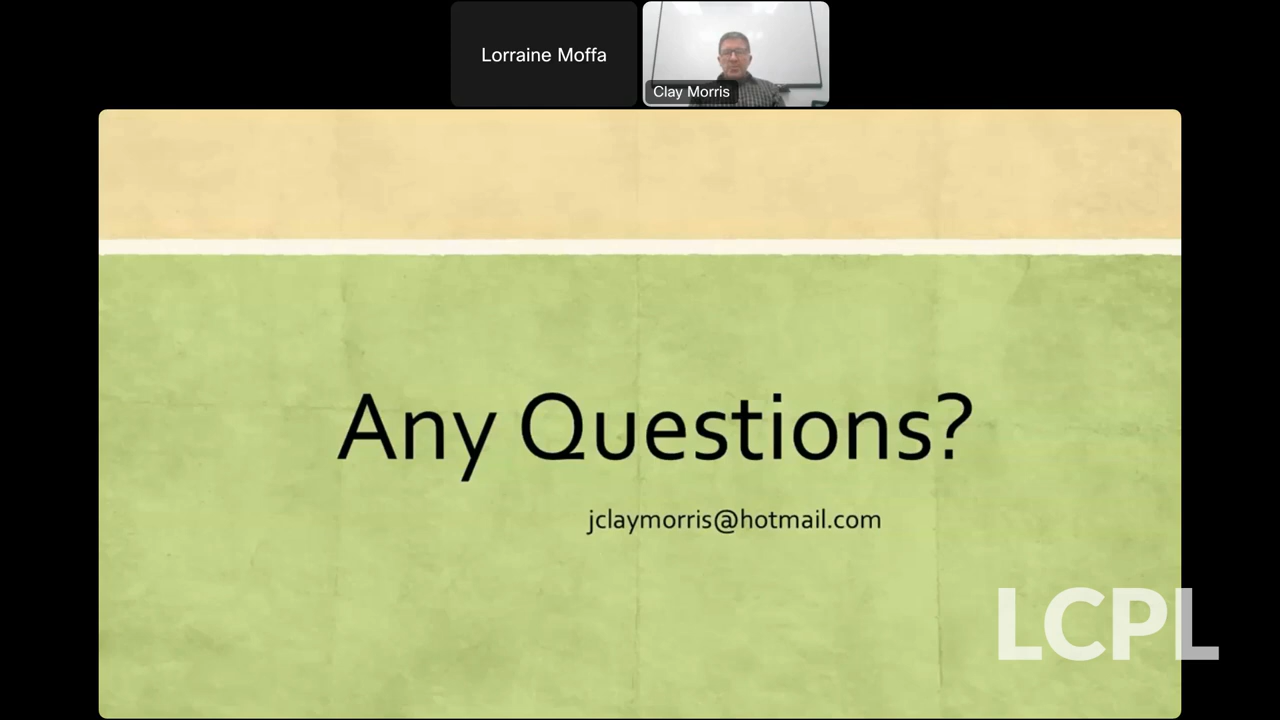 Lorraine Moffa
Clay Morris
Any Questions?
jclaymorris@hotmail.com
LCPL